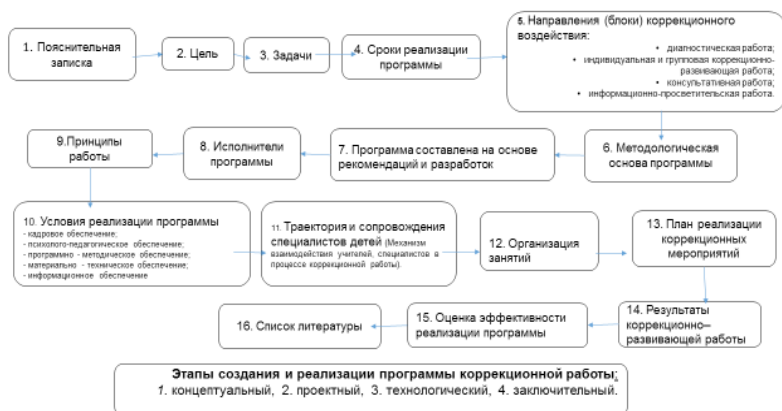 1. Пояснительная
записка
2. Цель
3. Задачи
4. Сроки реализации
программы
5. Направления (блоки) коррекционного
воздействия:
• диагностическая работа;
• индивидуальная и групповая коррекционно-
развивающая работа;
• консультативная работа;
• информационно-просветительская работа.
6. Методологическая
основа программы
7. Программа составлена на основе
рекомендаций и разработок
8. Исполнители
программы
9.Принципы
работы
10. Условия реализации программы
- кадровое обеспечение;
- психолого-педагогическое обеспечение;
- программно - методическое обеспечение;
- материально - техническое обеспечение;
- информационное обеспечение
11. Траектория и сопровождения
специалистов детей (Механизм
взаимодействия учителей, специалистов в
процессе коррекционной работы).
12. Организация
занятий
13. План реализации
коррекционных
мероприятий
14. Результаты
коррекционно–
развивающей работы
15. Оценка эффективности
реализации программы
16. Список литературы
Этапы создания и реализации программы коррекционной работы:
1. концептуальный, 2. проектный, 3. технологический, 4. заключительный.